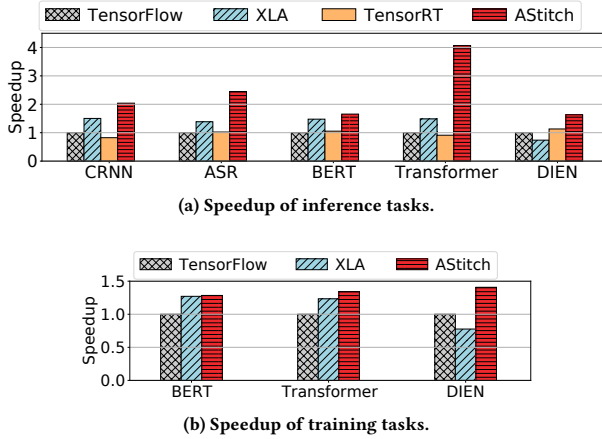 TensorFlow XLA TensorRT AStitch
4
3
2
1
0
Speedup
CRNN ASR BERT Transformer DIEN
(a) Speedup of inference tasks.
TensorFlow XLA AStitch
1.5
1.0
0.5
0.0
Speedup
BERT Transformer DIEN
(b) Speedup of training tasks.